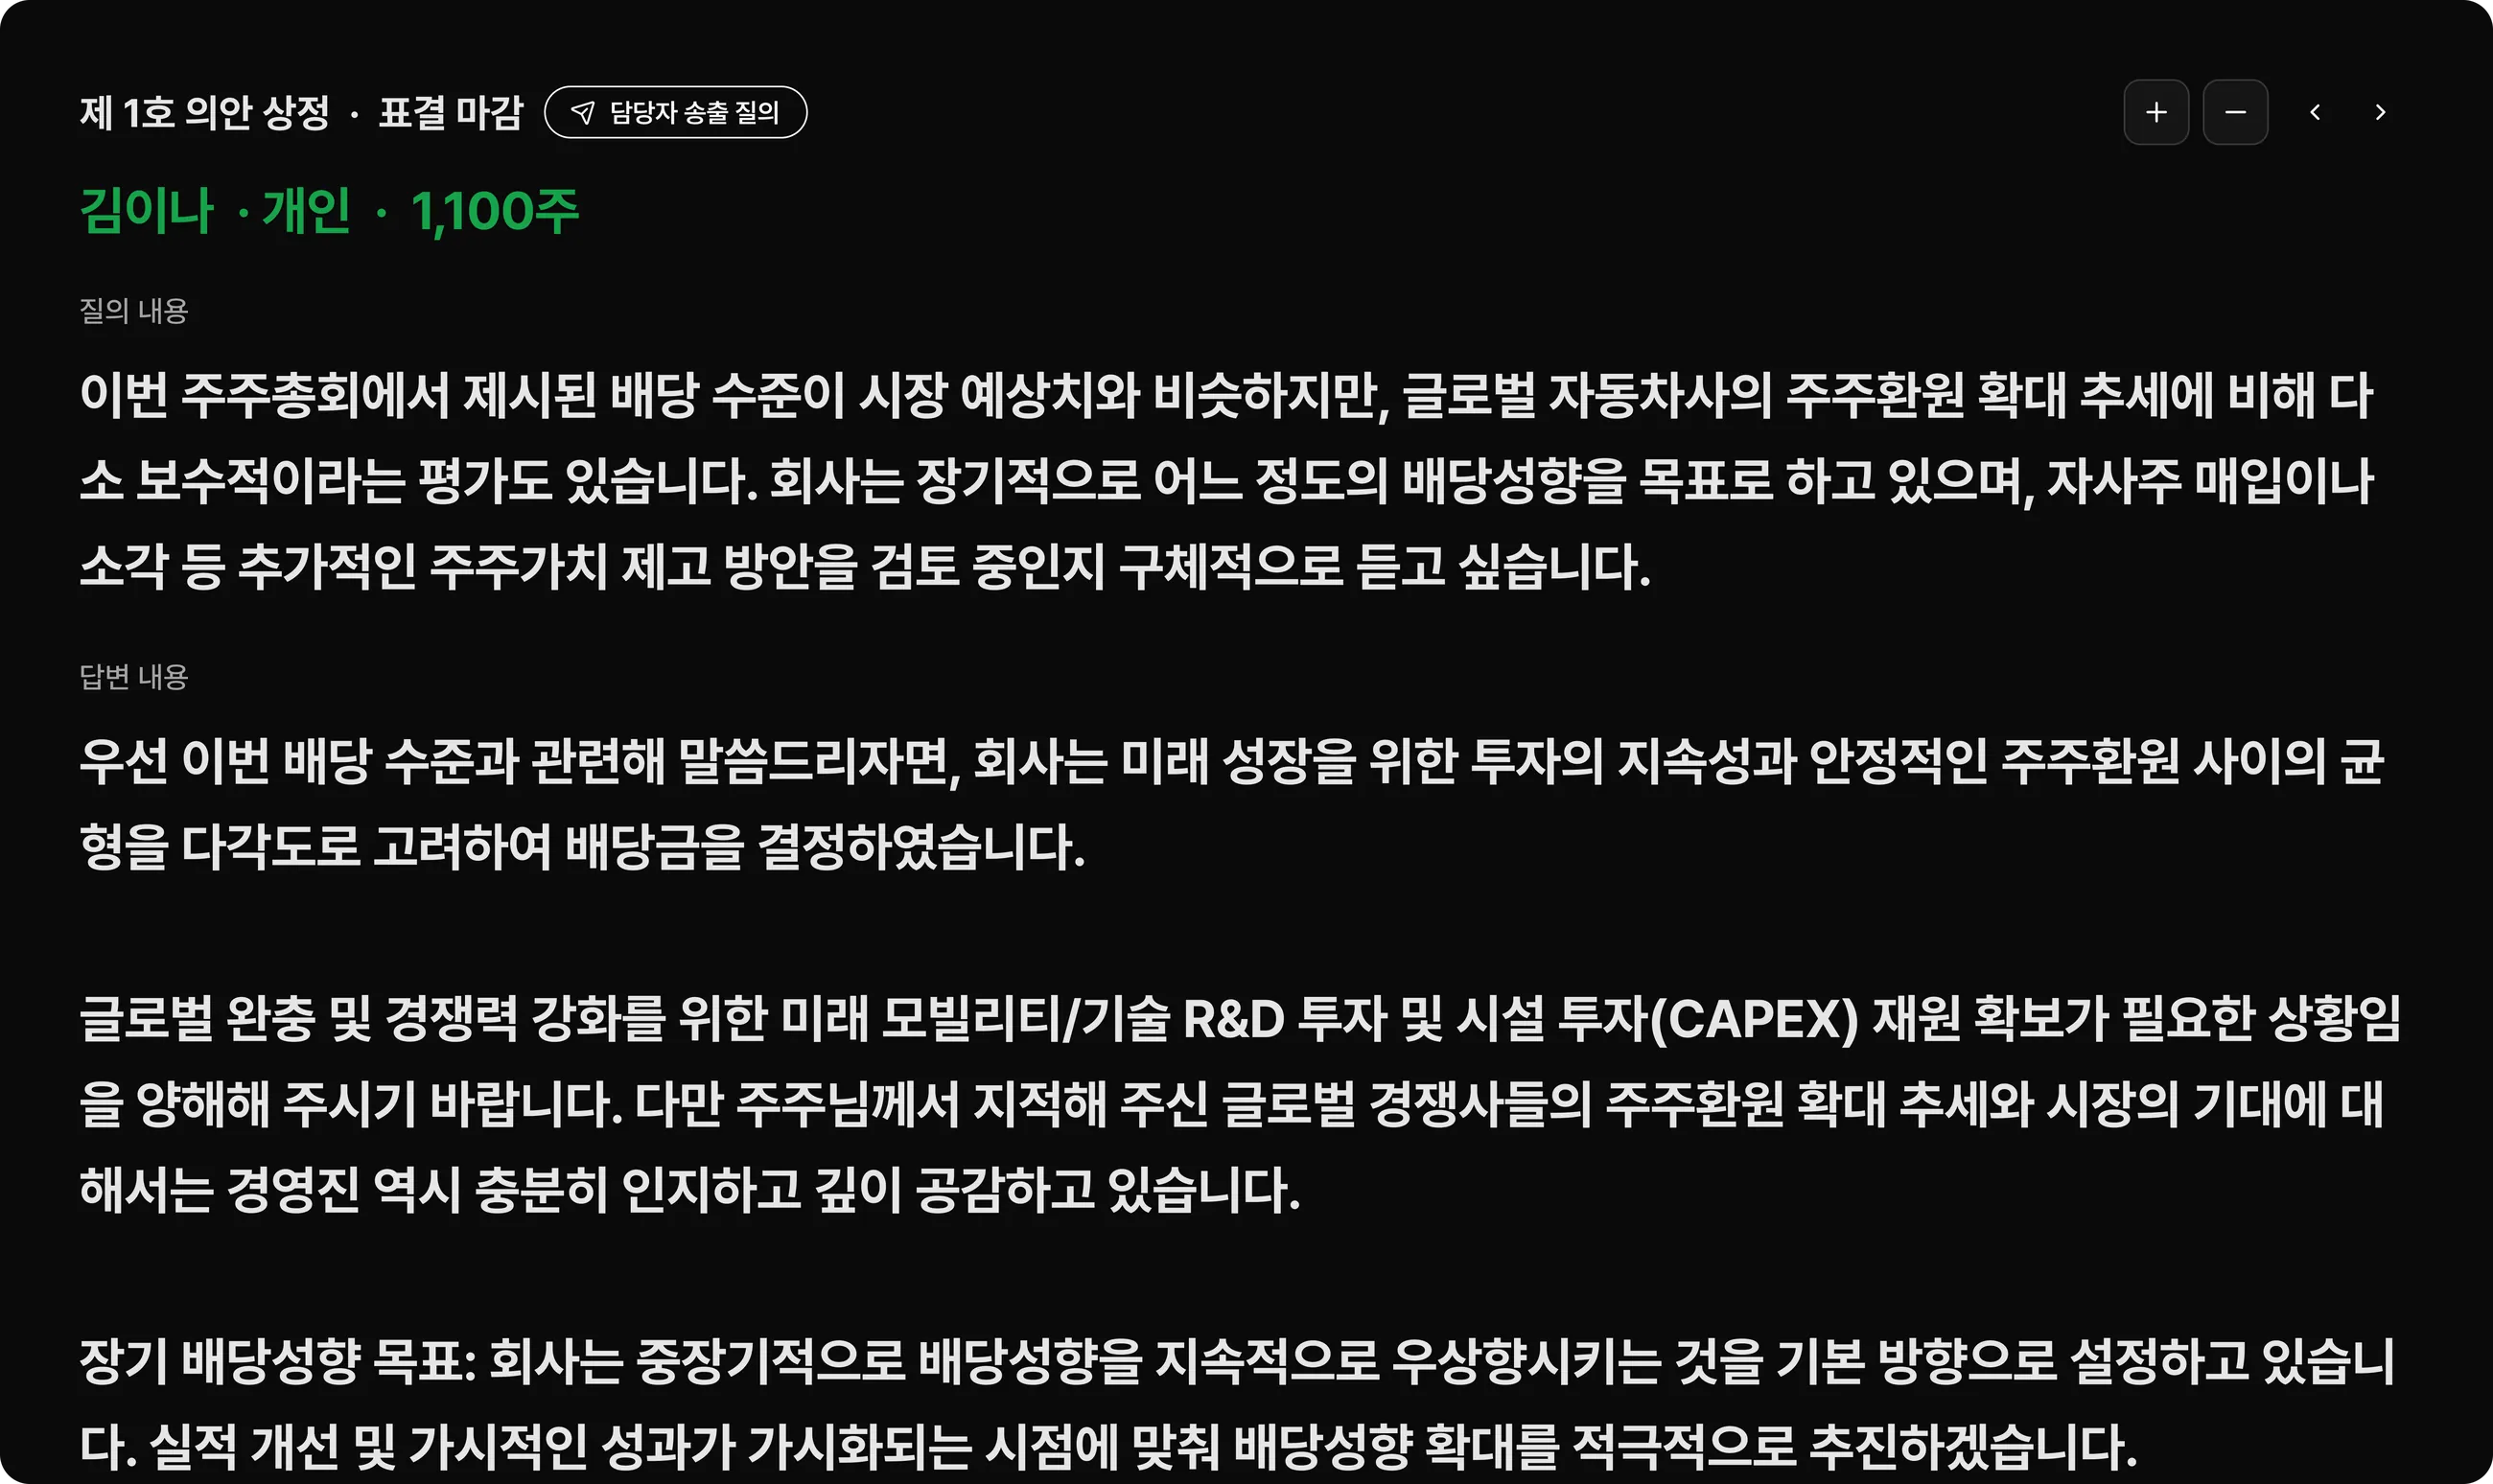 제 1호 의안 상정 · 표결 마감 담당자 송출 질의
김이나 · 개인 · 1,100주
질의 내용
이번 주주총회에서 제시된 배당 수준이 시장 예상치와 비슷하지만, 글로벌 자동차사의 주주환원 확대 추세에 비해 다
소 보수적이라는 평가도 있습니다. 회사는 장기적으로 어느 정도의 배당성향을 목표로 하고 있으며, 자사주 매입이나
소각 등 추가적인 주주가치 제고 방안을 검토 중인지 구체적으로 듣고 싶습니다.
답변 내용
우선 이번 배당 수준과 관련해 말씀드리자면, 회사는 미래 성장을 위한 투자의 지속성과 안정적인 주주환원 사이의 균
형을 다각도로 고려하여 배당금을 결정하였습니다.
글로벌 완충 및 경쟁력 강화를 위한 미래 모빌리티/기술 R&D 투자 및 시설 투자(CAPEX) 재원 확보가 필요한 상황임
을 양해해 주시기 바랍니다. 다만 주주님께서 지적해 주신 글로벌 경쟁사들의 주주환원 확대 추세와 시장의 기대에 대
해서는 경영진 역시 충분히 인지하고 깊이 공감하고 있습니다.
장기 배당성향 목표: 회사는 중장기적으로 배당성향을 지속적으로 우상향시키는 것을 기본 방향으로 설정하고 있습니
다. 실적 개선 및 가시적인 성과가 가시화되는 시점에 맞춰 배당성향 확대를 적극적으로 추진하겠습니다.